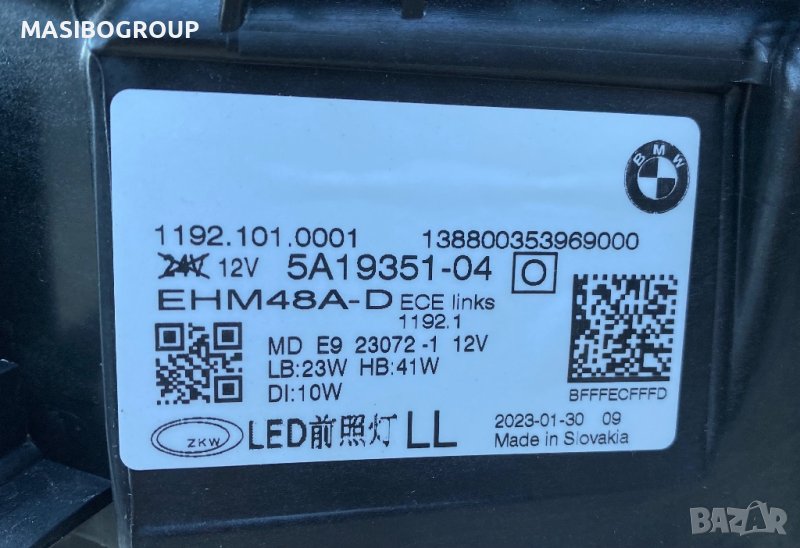 MASIBOGROUP
BMW
1192.101.0001 138800353969000
24V 12V 5A19351-04 O
EHM48A-D ECE links
1192.1
MD E9 23072-1 12V
LB:23W HB:41W
DI:10W
BFFFECFFFD
ZKW LED前照灯 LL
2023-01-30 09
Made in Slovakia
BAZAR